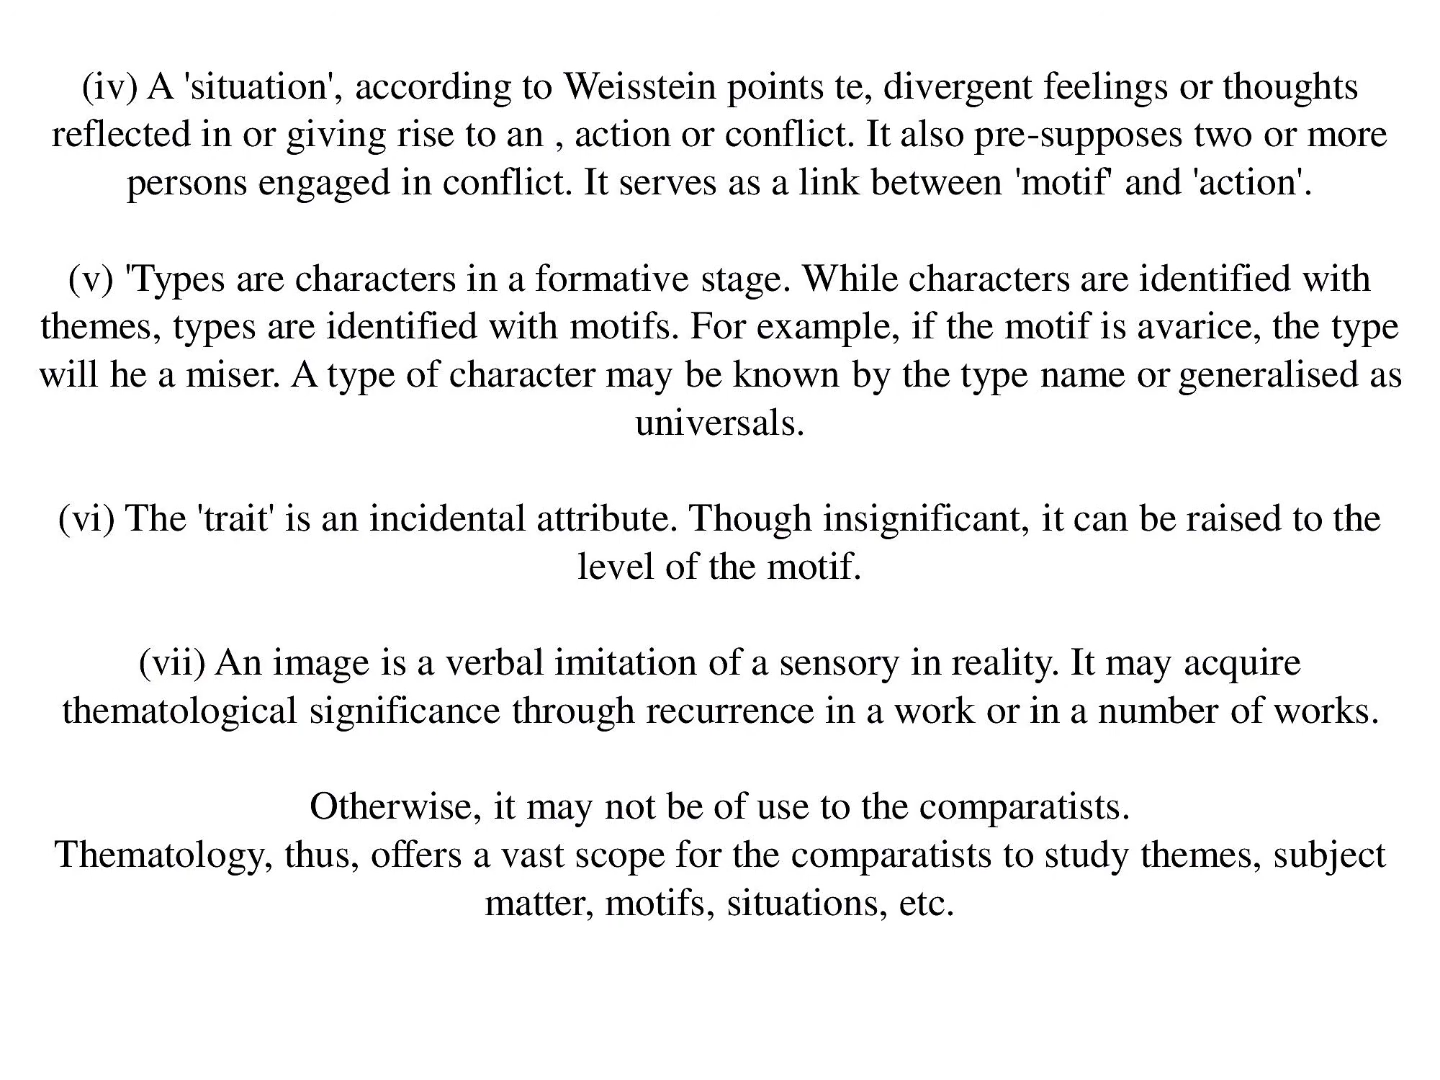 (iv) A 'situation', according to Weisstein points te, divergent feelings or thoughts
reflected in or giving rise to an , action or conflict. It also pre-supposes two or more
persons engaged in conflict. It serves as a link between 'motif' and 'action'.
(v) 'Types are characters in a formative stage. While characters are identified with
themes, types are identified with motifs. For example, if the motif is avarice, the type
will he a miser. A type of character may be known by the type name or generalised as
universals.
(vi) The 'trait' is an incidental attribute. Though insignificant, it can be raised to the
level of the motif.
(vii) An image is a verbal imitation of a sensory in reality. It may acquire
thematological significance through recurrence in a work or in a number of works.
Otherwise, it may not be of use to the comparatists.
Thematology, thus, offers a vast scope for the comparatists to study themes, subject
matter, motifs, situations, etc.